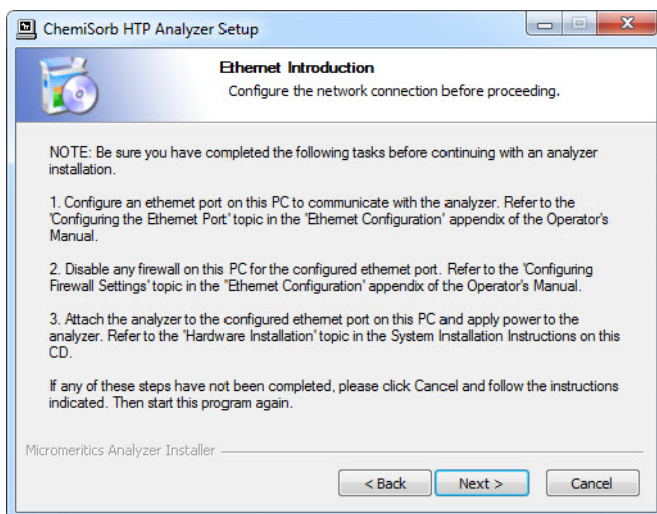 ChemiSorb HTP Analyzer Setup
Ethernet Introduction
Configure the network connection before proceeding.
NOTE: Be sure you have completed the following tasks before continuing with an analyzer
installation.
1. Configure an ethernet port on this PC to communicate with the analyzer. Refer to the
'Configuring the Ethernet Port' topic in the 'Ethernet Configuration' appendix of the Operator's
Manual.
2. Disable any firewall on this PC for the configured ethernet port. Refer to the 'Configuring
Firewall Settings' topic in the "Ethernet Configuration' appendix of the Operator's Manual.
3. Attach the analyzer to the configured ethernet port on this PC and apply power to the
analyzer. Refer to the 'Hardware Installation' topic in the System Installation Instructions on this
CD.
If any of these steps have not been completed, please click Cancel and follow the instructions
indicated. Then start this program again.
Micromeritics Analyzer Installer
< Back Next > Cancel